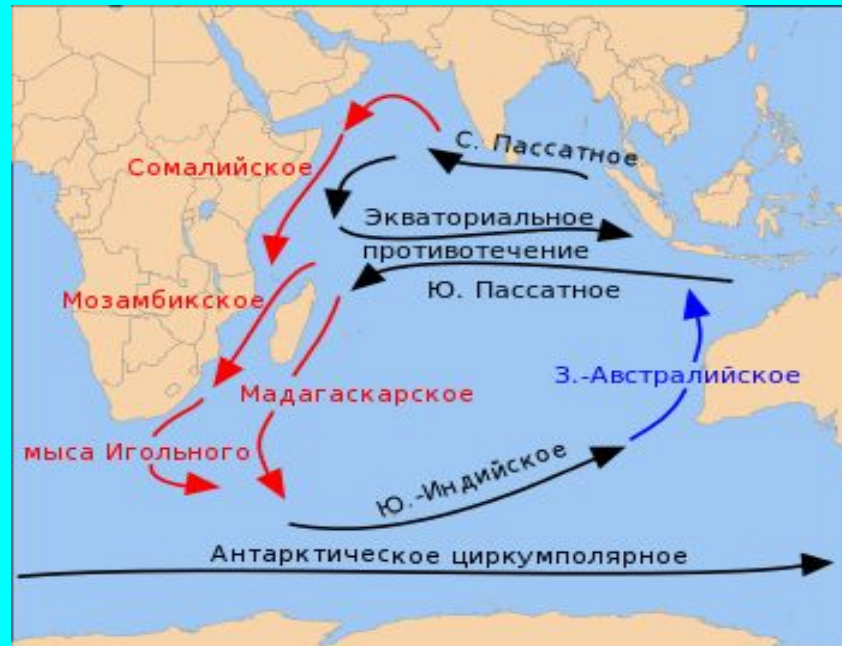 С. Пассатное
Сомалийское
Экваториальное
противотечение
Мозамбикское
Ю. Пассатное
Мадагаскарское
З.-Австралийское
мыса Игольного
Ю.-Индийское
Антарктическое циркумполярное